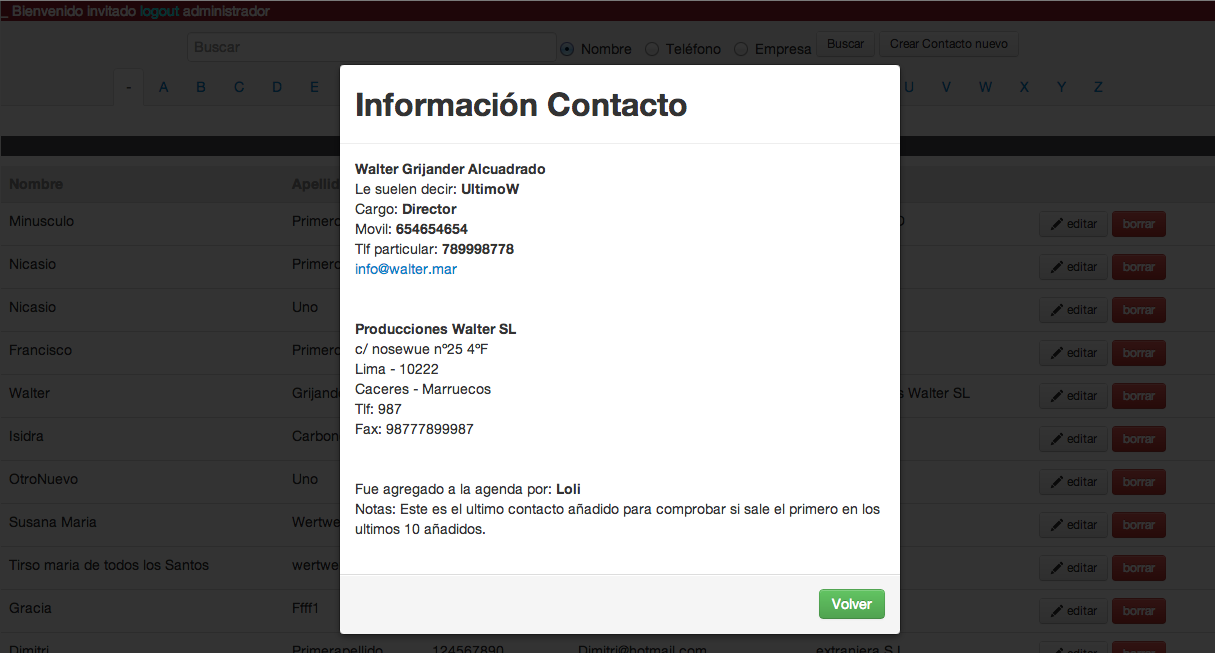 _ Bienvenido invitado logout administrador
Buscar Nombre Teléfono Empresa Buscar Crear Contacto nuevo
- A B C D E U V W X Y Z
Información Contacto
Walter Grijander Alcuadrado
Le suelen decir: UltimoW
Cargo: Director
Movil: 654654654
Tlf particular: 789998778
info@walter.mar
Producciones Walter SL
c/ nosewue nº25 4ºF
Lima - 10222
Caceres - Marruecos
Tlf: 987
Fax: 98777899987
Fue agregado a la agenda por: Loli
Notas: Este es el ultimo contacto añadido para comprobar si sale el primero en los
ultimos 10 añadidos.
Volver
Nombre Apellid
Minusculo Primero editar borrar
Nicasio Primero editar borrar
Nicasio Uno editar borrar
Francisco Primero editar borrar
Walter Grijand s Walter SL editar borrar
Isidra Carbon editar borrar
OtroNuevo Uno editar borrar
Susana Maria Wertwe editar borrar
Tirso maria de todos los Santos wertwe editar borrar
Gracia Ffff1 editar borrar
Dimitri Primerapellido 124567890 Dimitri@hotmail.com extranjera S.L editar borrar